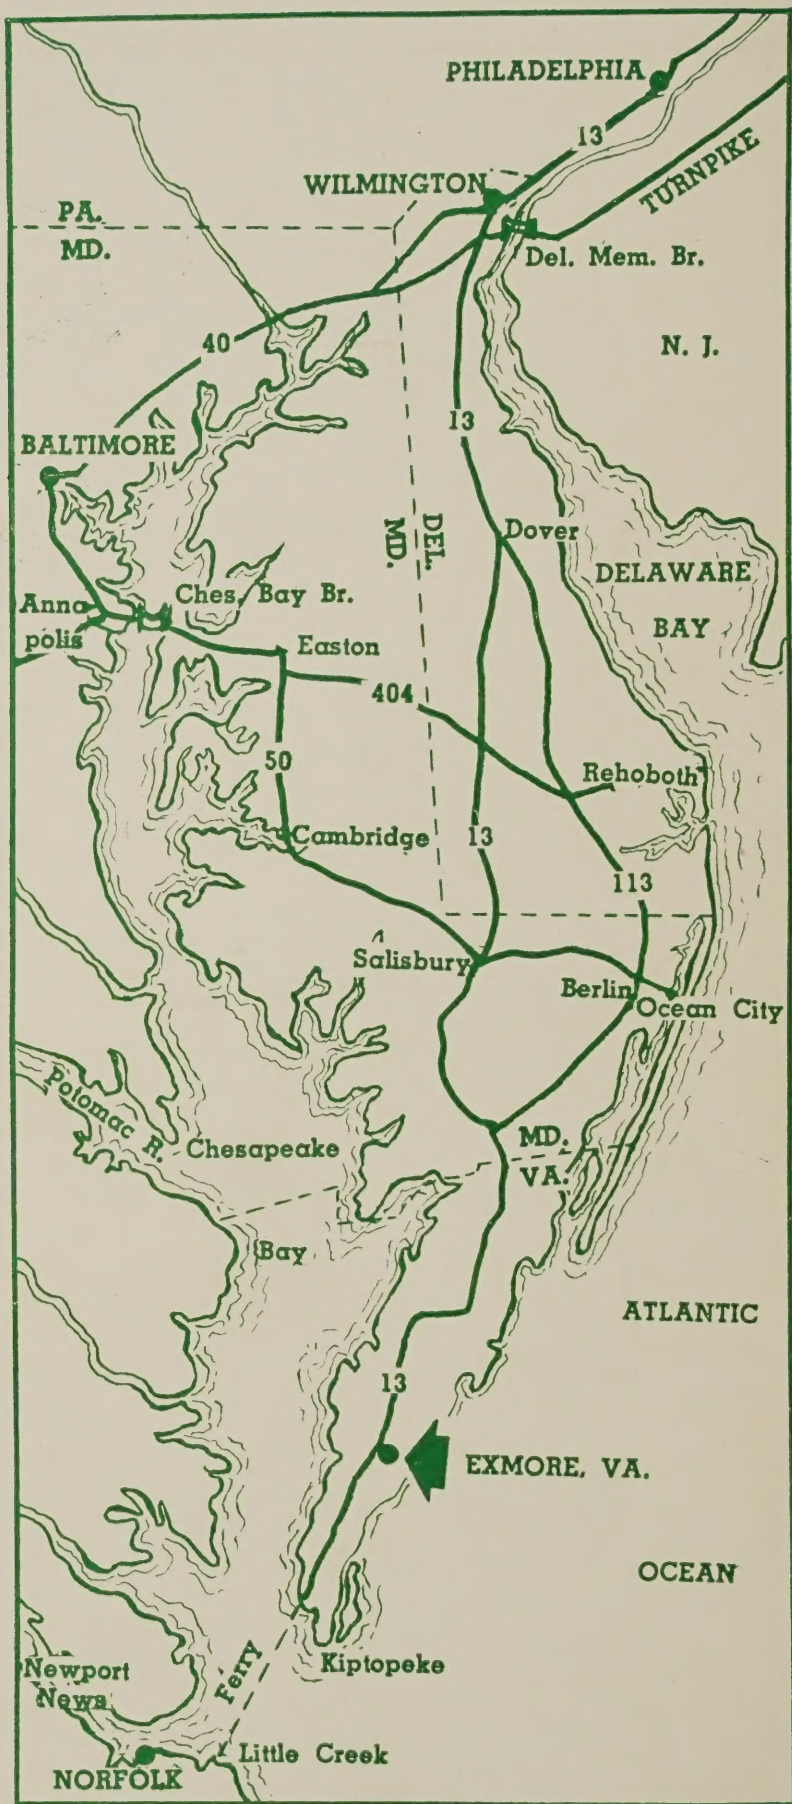 PHILADELPHIA
13
WILMINGTON
TURNPIKE
PA.
MD.
Del. Mem. Br.
40
N. J.
13
BALTIMORE
DEL.
MD.
Dover
DELAWARE
BAY
Ches. Bay Br.
Anna
polis
Easton
404
50
Rehoboth
Cambridge
13
113
Salisbury
Berlin
Ocean City
Potomac R.
Chesapeake
MD.
VA.
Bay
ATLANTIC
13
EXMORE, VA.
OCEAN
Ferry
Kiptopeke
Newport
News
Little Creek
NORFOLK